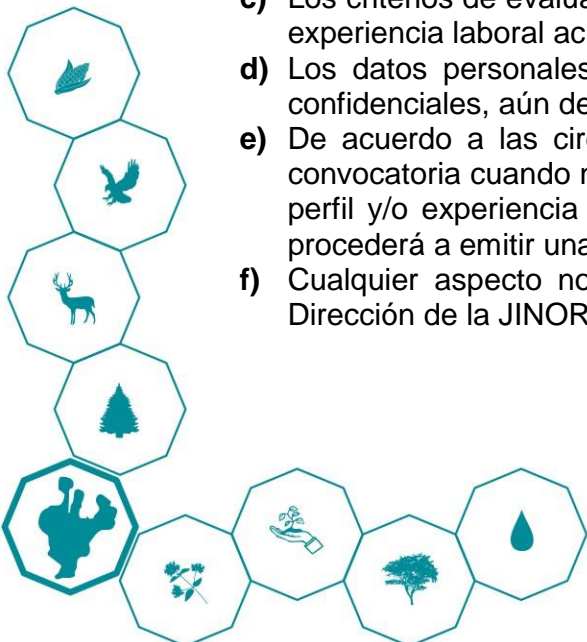 c) Los criterios de evalua
experiencia laboral ac
d) Los datos personales
confidenciales, aún de
e) De acuerdo a las cir
convocatoria cuando
perfil y/o experiencia
procederá a emitir una
f) Cualquier aspecto no
Dirección de la JINOR